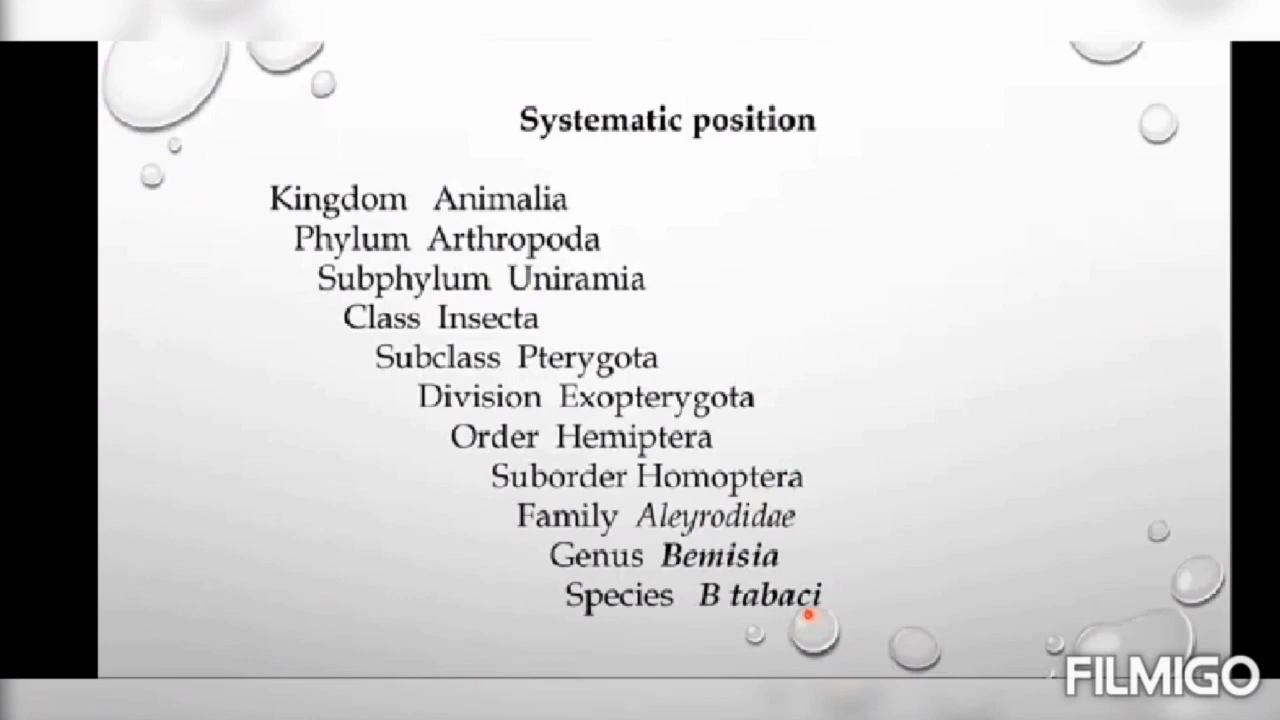 Systematic position
Kingdom Animalia
Phylum Arthropoda
Subphylum Uniramia
Class Insecta
Subclass Pterygota
Division Exopterygota
Order Hemiptera
Suborder Homoptera
Family Aleyrodidae
Genus Bemisia
Species B tabaci
FILMIGO